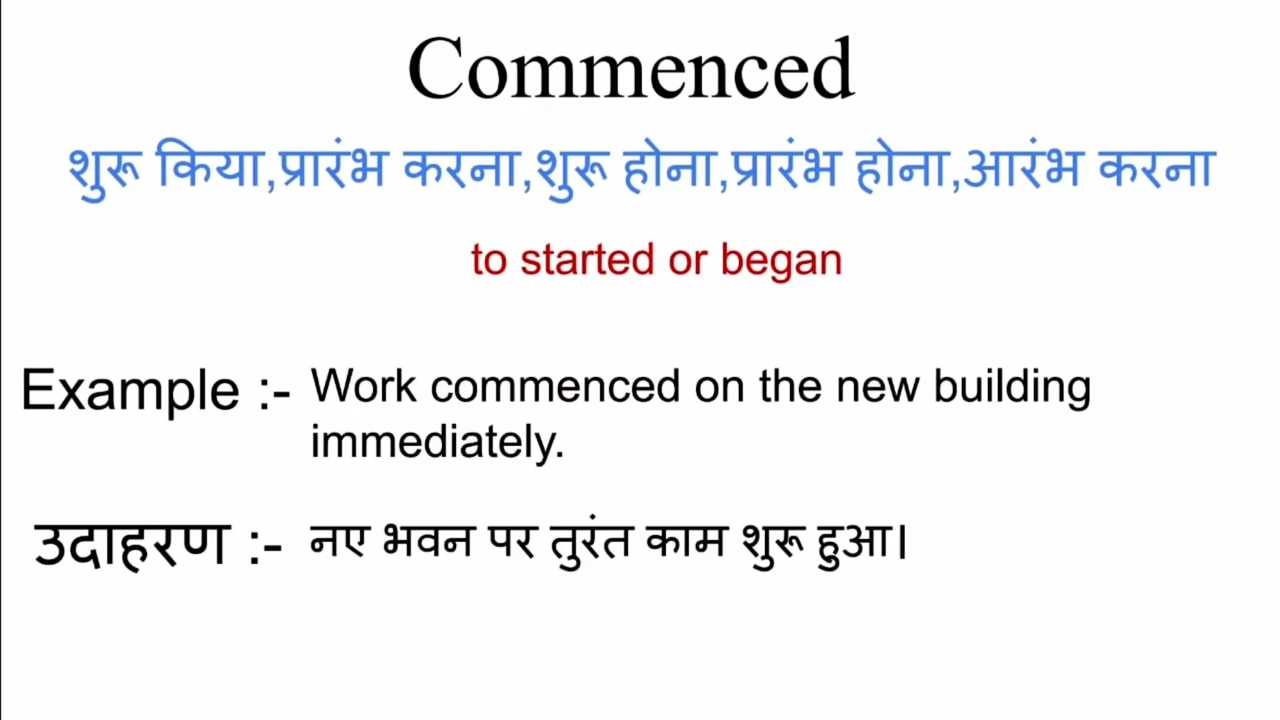 Commenced
शुरू किया,प्रारंभ करना,शुरू होना,प्रारंभ होना,आरंभ करना
to started or began
Example :- Work commenced on the new building
immediately.
उदाहरण :- नए भवन पर तुरंत काम शुरू हुआ।